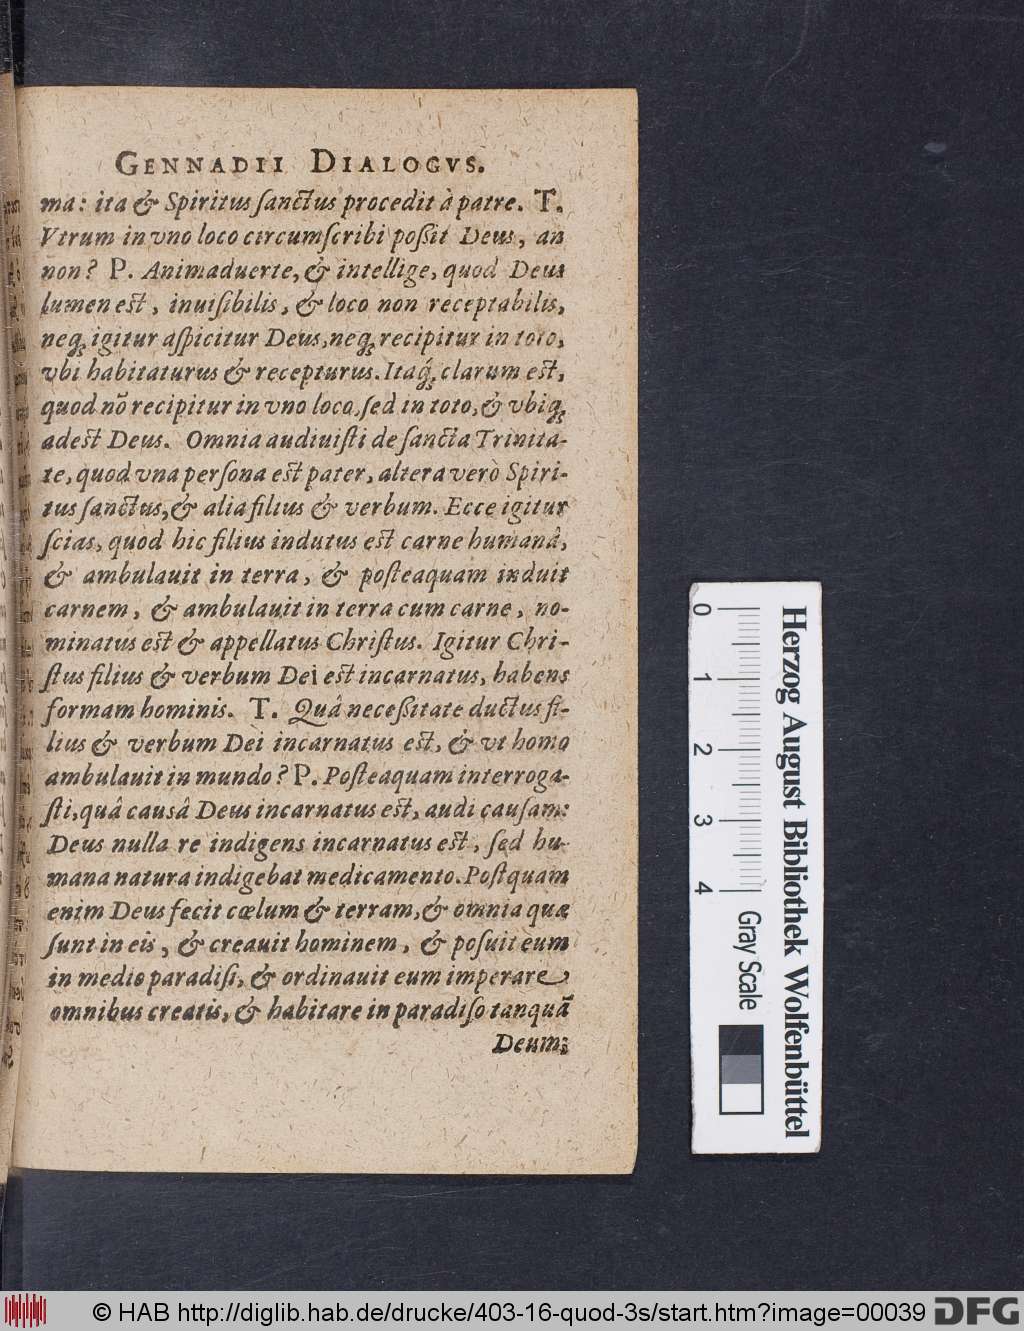 GENNADII DIALOGVS.
ma: ita & Spiritus ſanctus procedit à patre. T.
Vtrum in vno loco circumſcribi poßit Deus, an
non? P. Animaduerte, & intellige, quod Deus
lumen est, inuiſibilis, & loco non receptabilis,
neq́; igitur aſpicitur Deus, neq́; recipitur in toto,
vbi habitaturus & recepturus. Itaq́; clarum est,
quod nõ recipitur in vno loco, ſed in toto, & vbiq́;
adest Deus. Omnia audiuiſti de ſancta Trinita-
te, quod vna perſona est pater, altera verò Spiri-
tus ſanctus, & alia filius & verbum. Ecce igitur
ſcias, quòd hic filius indutus est carne humanâ,
& ambulauit in terra, & poſteaquam induit
carnem, & ambulauit in terra cum carne, no-
minatus est & appellatus Chriſtus. Igitur Chri-
ſtus filius & verbum Dei est incarnatus, habens
formam hominis. T. Quâ neceßitate ductus fi-
lius & verbum Dei incarnatus est, & vt homo
ambulauit in mundo? P. Poſteaquam interroga-
ſti, quâ causâ Deus incarnatus est, audi cauſam:
Deus nulla re indigens incarnatus est, ſed hu-
mana natura indigebat medicamento. Poſtquam
enim Deus fecit cœlum & terram, & omnia quæ
ſunt in eis, & creauit hominem, & poſuit eum
in medio paradiſi, & ordinauit eum imperare
omnibus creatis, & habitare in paradiſo tanquã
Deum;
0 1 2 3 4 Gray Scale
Herzog August Bibliothek Wolfenbüttel
© HAB http://diglib.hab.de/drucke/403-16-quod-3s/start.htm?image=00039 DFG